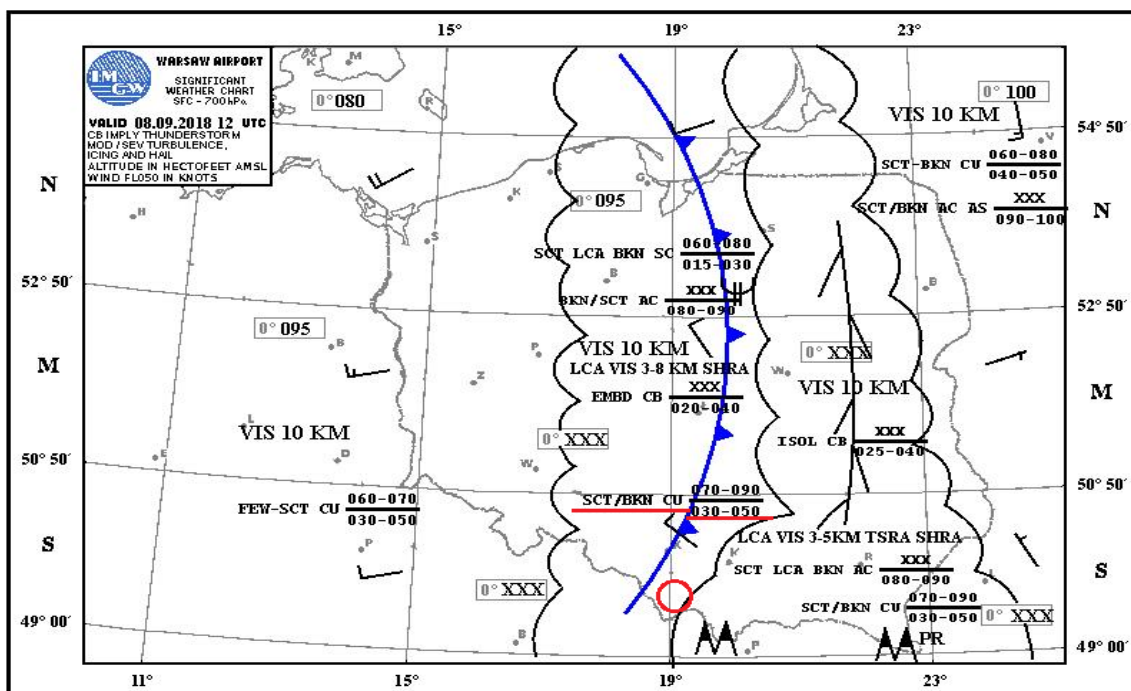 15° 19° 23°
IMGW
WARSAW AIRPORT
SIGNIFICANT
WEATHER CHART
SFC - 700hPa
VALID 08.09.2018 12 UTC
CB IMPLY THUNDERSTORM
MOD/SEV TURBULENCE,
ICING AND HAIL
ALTITUDE IN HECTOFEET AMSL
WIND FL050 IN KNOTS
K M
0° 080
R
0° 100
VIS 10 KM
V
54° 50´
SCT-BKN CU 060-080
040-050
N
G
K
S
0° 095
H
SCT/BKN AC AS XXX
090-100
N
S
S
SCT LCA BKN SC 060-080
015-030
52° 50´
B
B
BKN/SCT AC XXX
080-090
52° 50´
0° 095
B
P
VIS 10 KM
0° XXX
M
LCA VIS 3-8 KM SHRA
W
VIS 10 KM
M
Z
EMBD CB XXX
020-040
L
L
VIS 10 KM
0° XXX
ISOL CB XXX
025-040
50° 50´
E
D
W
50° 50´
FEW-SCT CU 060-070
030-050
SCT/BKN CU 070-090
030-050
S
P
LCA VIS 3-5KM TSRA SHRA
K
K
R
SCT LCA BKN AC XXX
080-090
L
S
0° XXX
SCT/BKN CU 070-090
030-050
0° XXX
49° 00´
B
P
PR
49° 00´
11° 15° 19° 23°